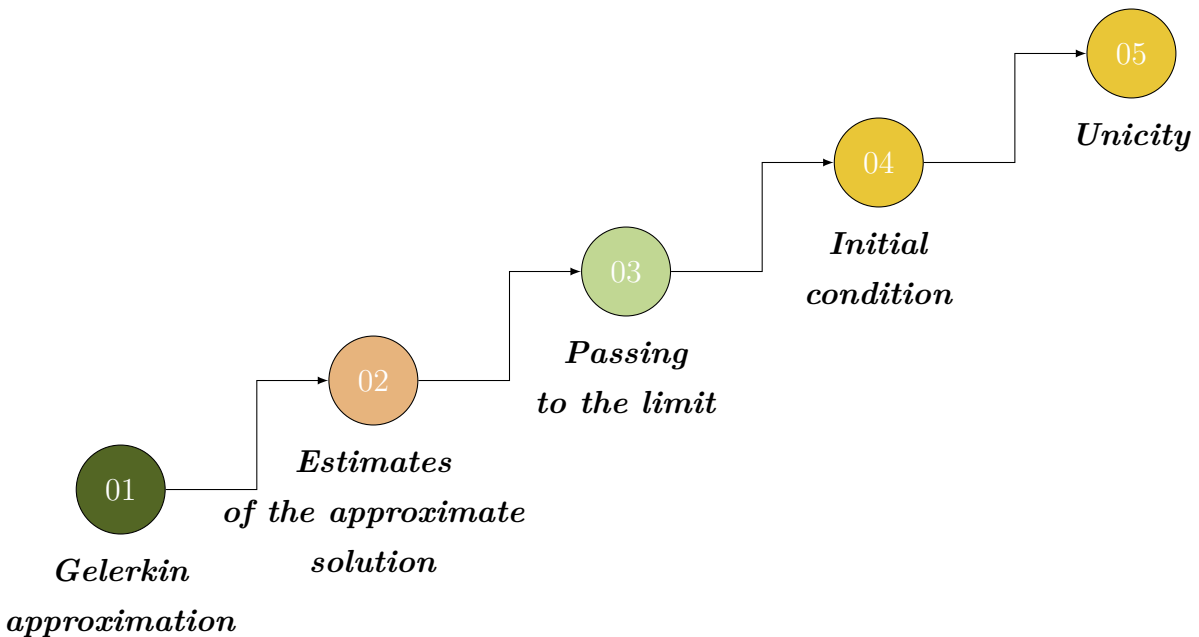 01
Gelerkin
approximation
02
Estimates
of the approximate
solution
03
Passing
to the limit
04
Initial
condition
05
Unicity